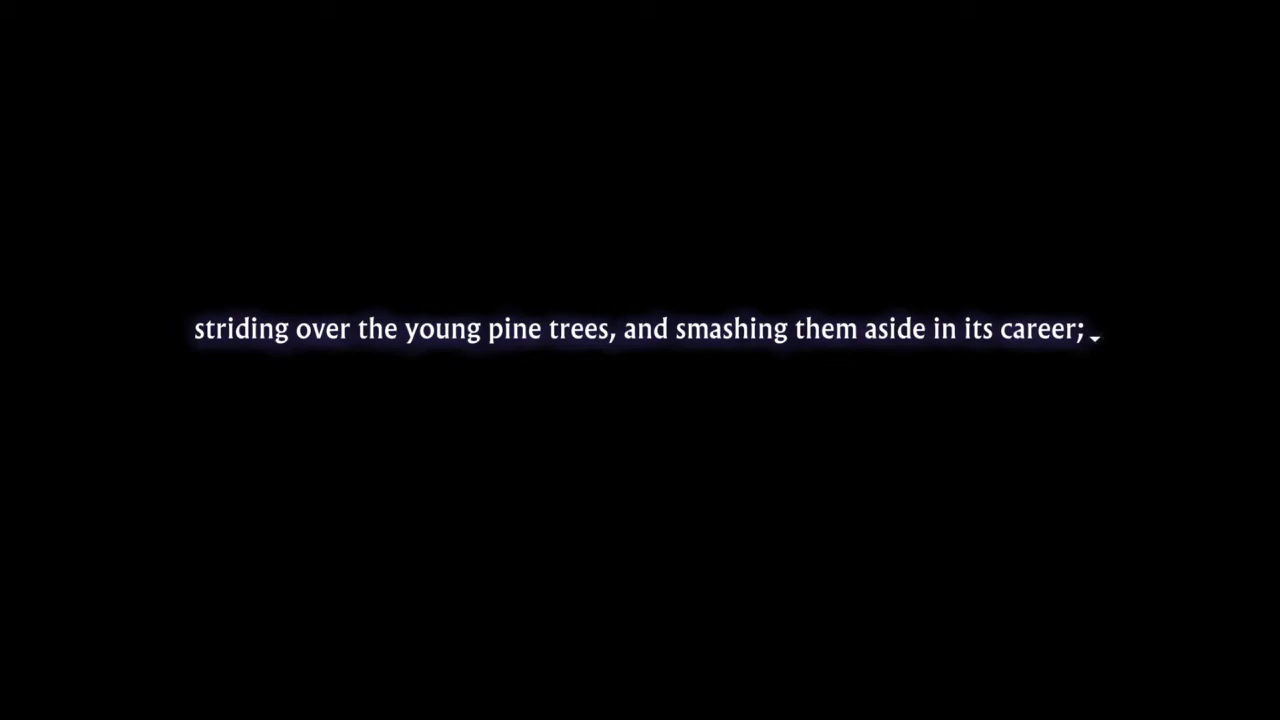 striding over the young pine trees, and smashing them aside in its career;